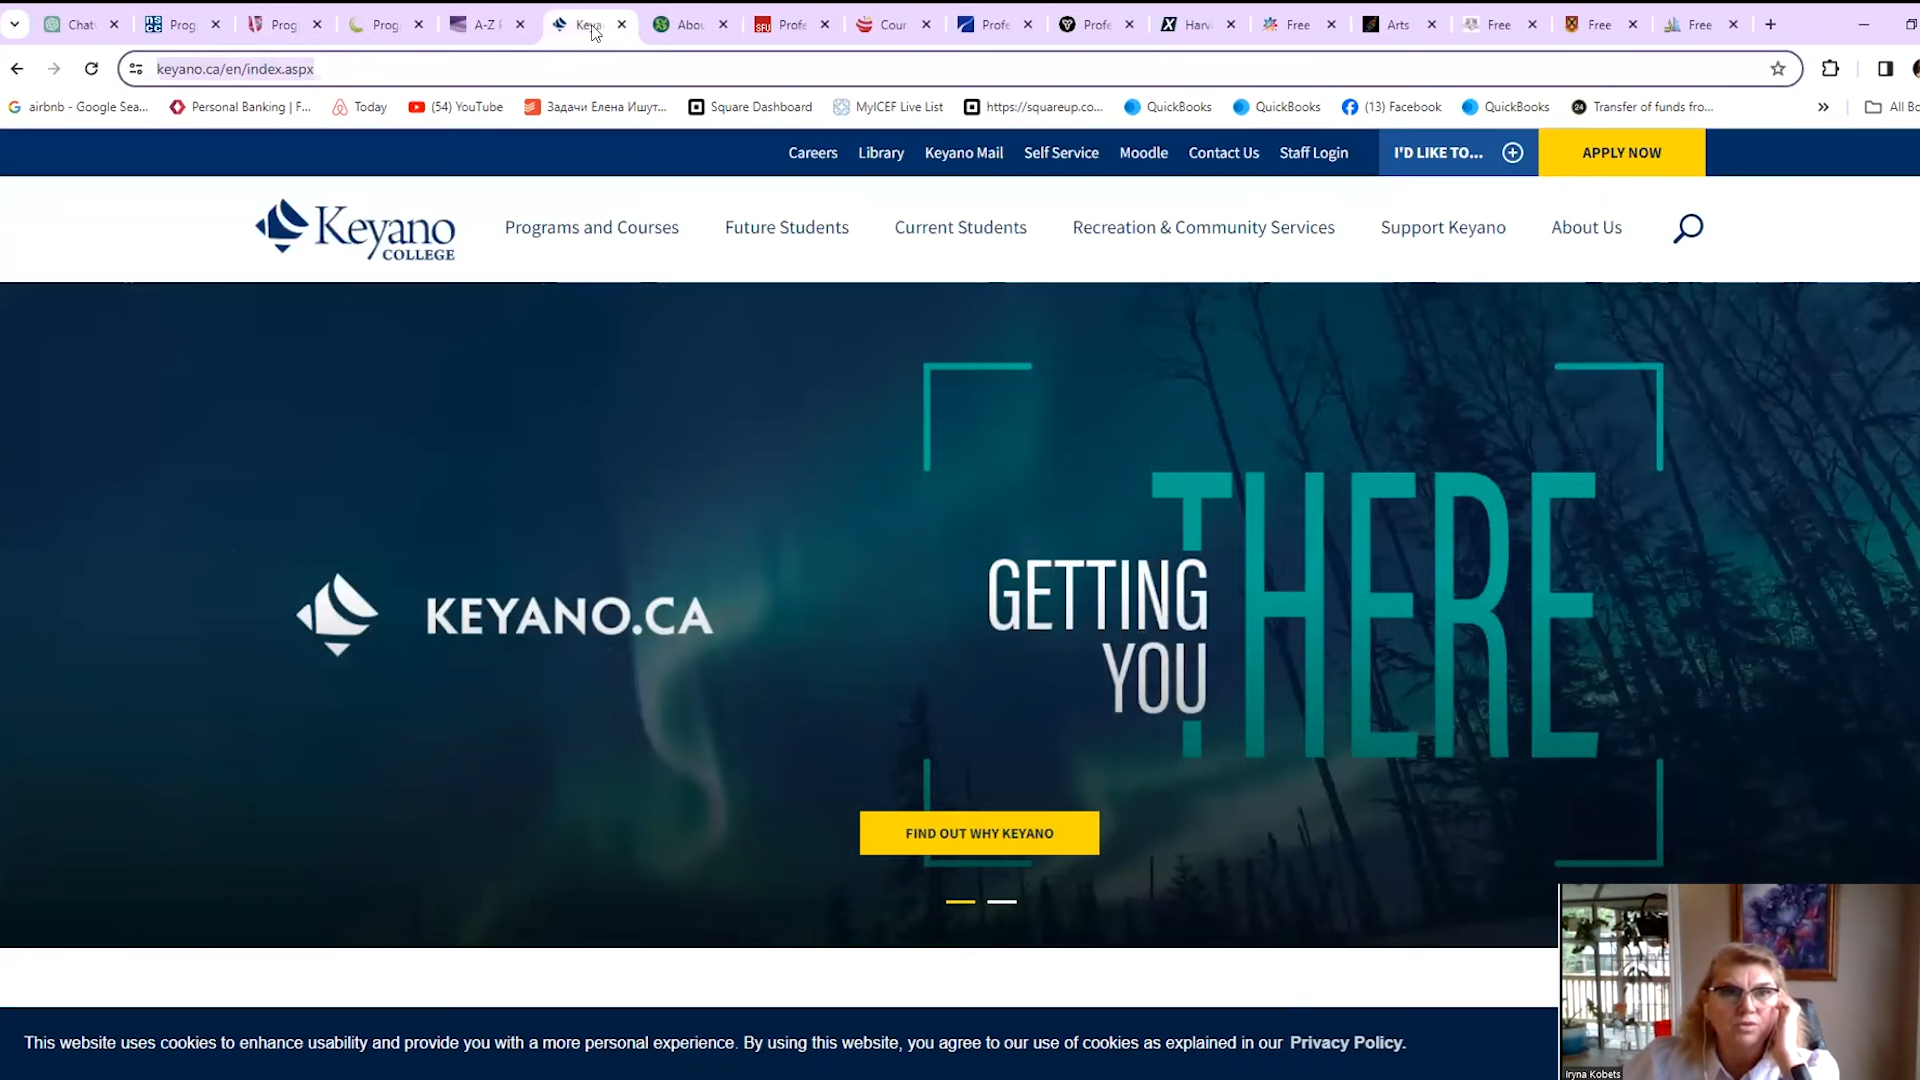 Chat
Prog
Prog
Prog
A-Z
Keya
Abou
SFU
Profe
Cour
Profe
Profe
Harv
Free
Arts
Free
Free
Free
keyano.ca/en/index.aspx
airbnb - Google Sea...
Personal Banking | F...
Today
(54) YouTube
Задачи Елена Ишут...
Square Dashboard
MyICEF Live List
https://squareup.co...
QuickBooks
QuickBooks
(13) Facebook
QuickBooks
24
Transfer of funds fro...
All Bo
Careers
Library
Keyano Mail
Self Service
Moodle
Contact Us
Staff Login
I'D LIKE TO...
APPLY NOW
Keyano
COLLEGE
Programs and Courses
Future Students
Current Students
Recreation & Community Services
Support Keyano
About Us
KEYANO.CA
GETTING
YOU
THERE
FIND OUT WHY KEYANO
This website uses cookies to enhance usability and provide you with a more personal experience. By using this website, you agree to our use of cookies as explained in our Privacy Policy.
Iryna Kobets